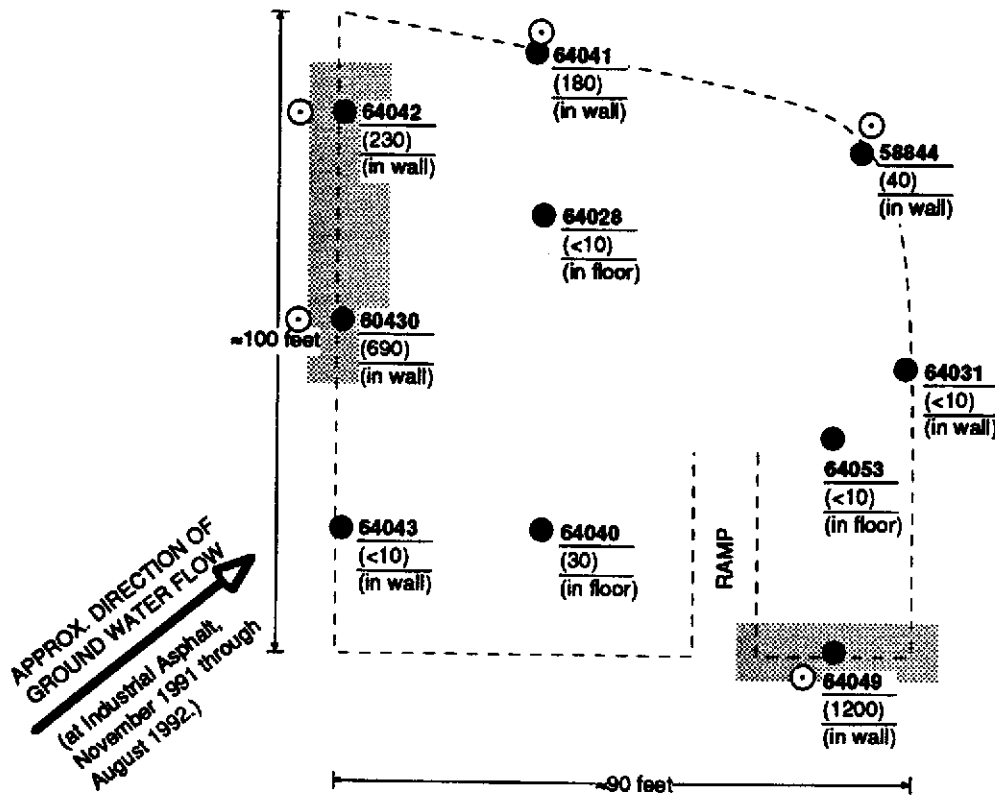 64041
(180)
(in wall)
64042
(230)
(in wall)
58844
(40)
(in wall)
64028
(<10)
(in floor)
≈100 feet
60430
(690)
(in wall)
64031
(<10)
(in wall)
64053
(<10)
(in floor)
64043
(<10)
(in wall)
64040
(30)
(in floor)
RAMP
APPROX. DIRECTION OF
GROUND WATER FLOW
(at Industrial Asphalt,
November 1991 through
August 1992.)
64049
(1200)
(in wall)
~90 feet